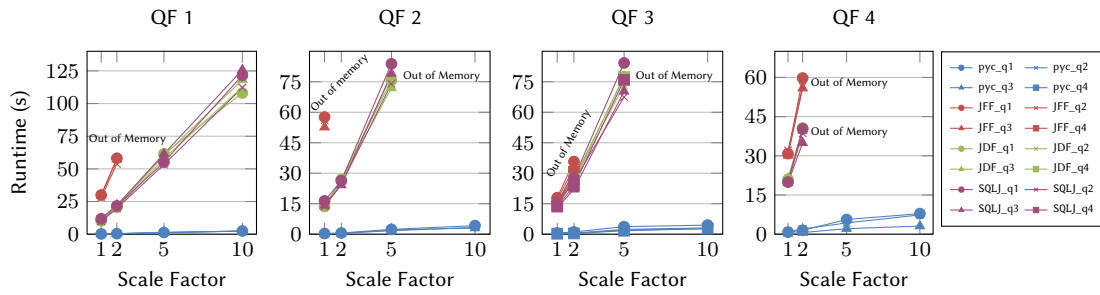 QF 1
QF 2
QF 3
QF 4
Runtime (s)
125
100
75
50
25
0
Out of Memory
1 2 5 10
Scale Factor
75
60
45
30
15
0
Out of memory
Out of Memory
1 2 5 10
Scale Factor
75
60
45
30
15
0
Out of Memory
Out of Memory
1 2 5 10
Scale Factor
60
45
30
15
0
Out of Memory
Out of Memory
1 2 5 10
Scale Factor
pyc_q1 pyc_q2
pyc_q3 pyc_q4
JFF_q1 JFF_q2
JFF_q3 JFF_q4
JDF_q1 JDF_q2
JDF_q3 JDF_q4
SQLJ_q1 SQLJ_q2
SQLJ_q3 SQLJ_q4